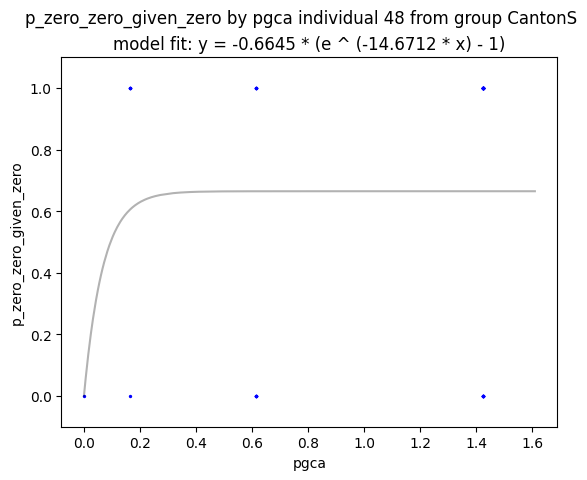 p_zero_zero_given_zero by pgca individual 48 from group CantonS
model fit: y = -0.6645 * (e ^ (-14.6712 * x) - 1)
1.0
0.8
0.6
0.4
0.2
0.0
p_zero_zero_given_zero
0.0 0.2 0.4 0.6 0.8 1.0 1.2 1.4 1.6
pgca